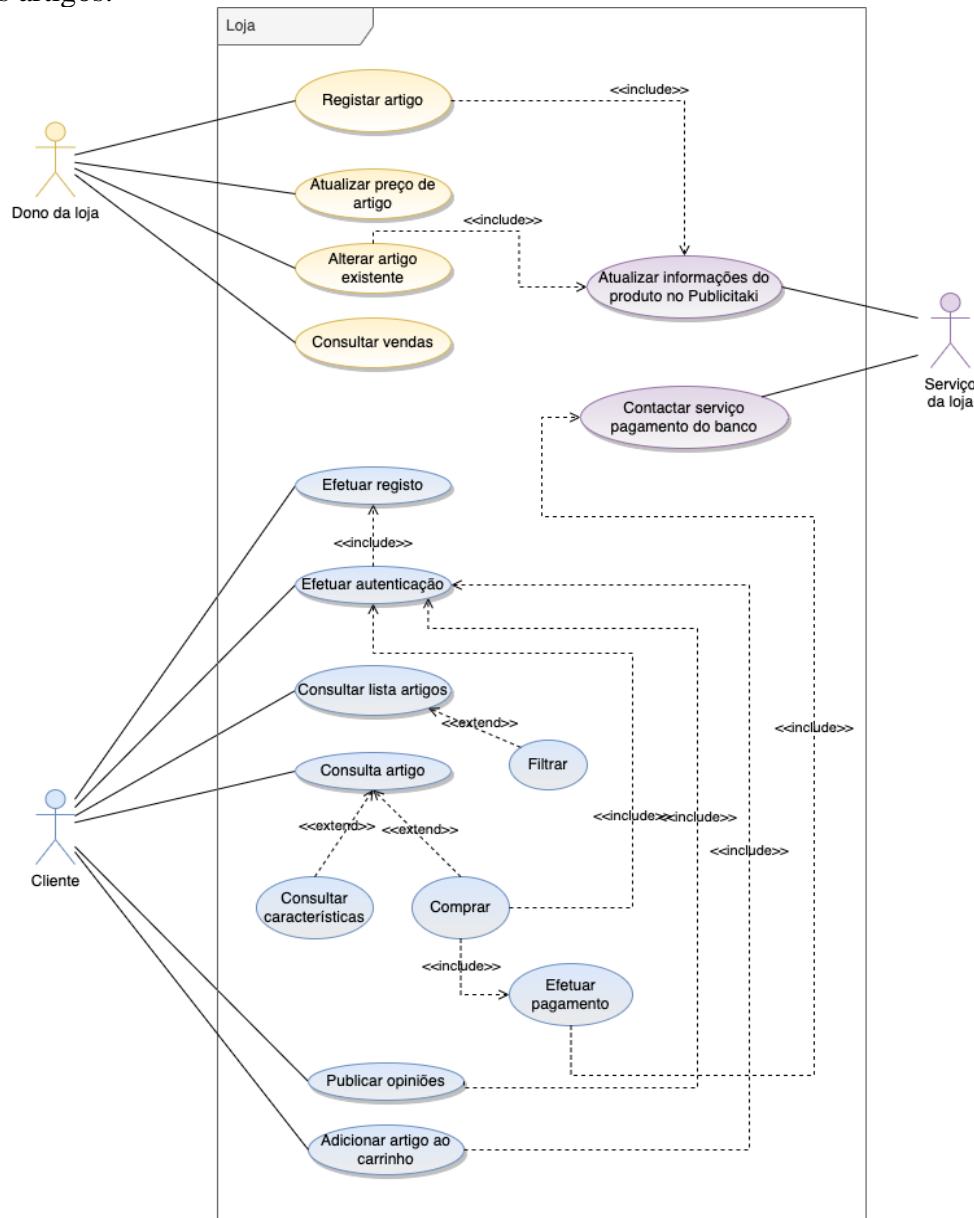 s artigos.
Loja
Registar artigo
<<include>>
Atualizar preço de
artigo
Dono da loja
<<include>>
Alterar artigo
existente
Atualizar informações do
produto no Publicitaki
Consultar vendas
Serviço
da loja
Contactar serviço
pagamento do banco
Efetuar registo
<<include>>
Efetuar autenticação
Consultar lista artigos
<<extend>>
<<include>>
Filtrar
Consulta artigo
<<extend>>
<<extend>>
<<include>>
<<include>>
<<include>>
Cliente
Consultar
características
Comprar
<<include>>
Efetuar
pagamento
Publicar opiniões
Adicionar artigo ao
carrinho